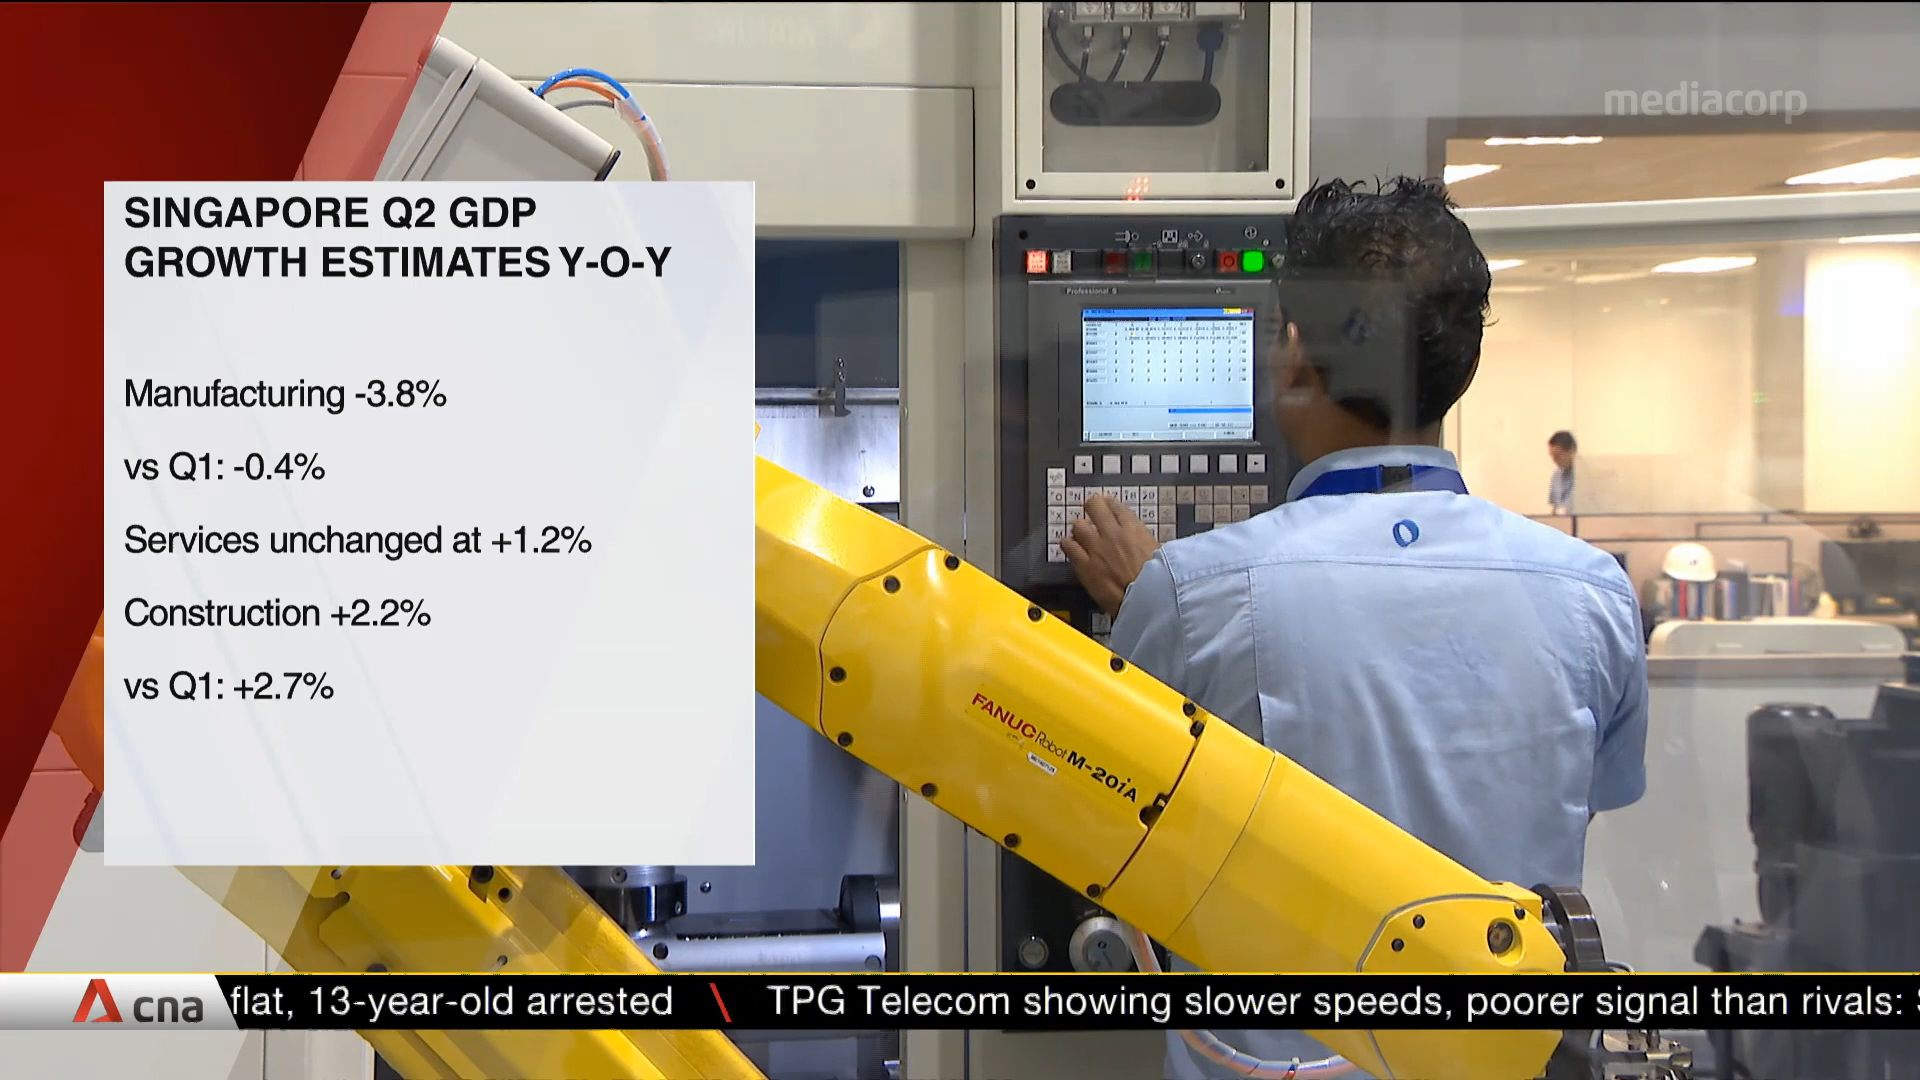 mediacorp
SINGAPORE Q2 GDP
GROWTH ESTIMATES Y-O-Y
Manufacturing -3.8%
vs Q1: -0.4%
Services unchanged at +1.2%
Construction +2.2%
vs Q1: +2.7%
Professional
FANUC Robot M-20iA
cna
flat, 13-year-old arrested \ TPG Telecom showing slower speeds, poorer signal than rivals: